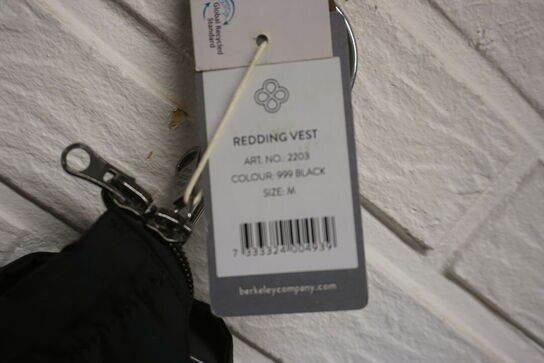 Global Recycled
Standard
REDDING VEST
ART. NO.: 2203
COLOUR: 999 BLACK
SIZE: M
7 333324 004939
berkeleycompany.com